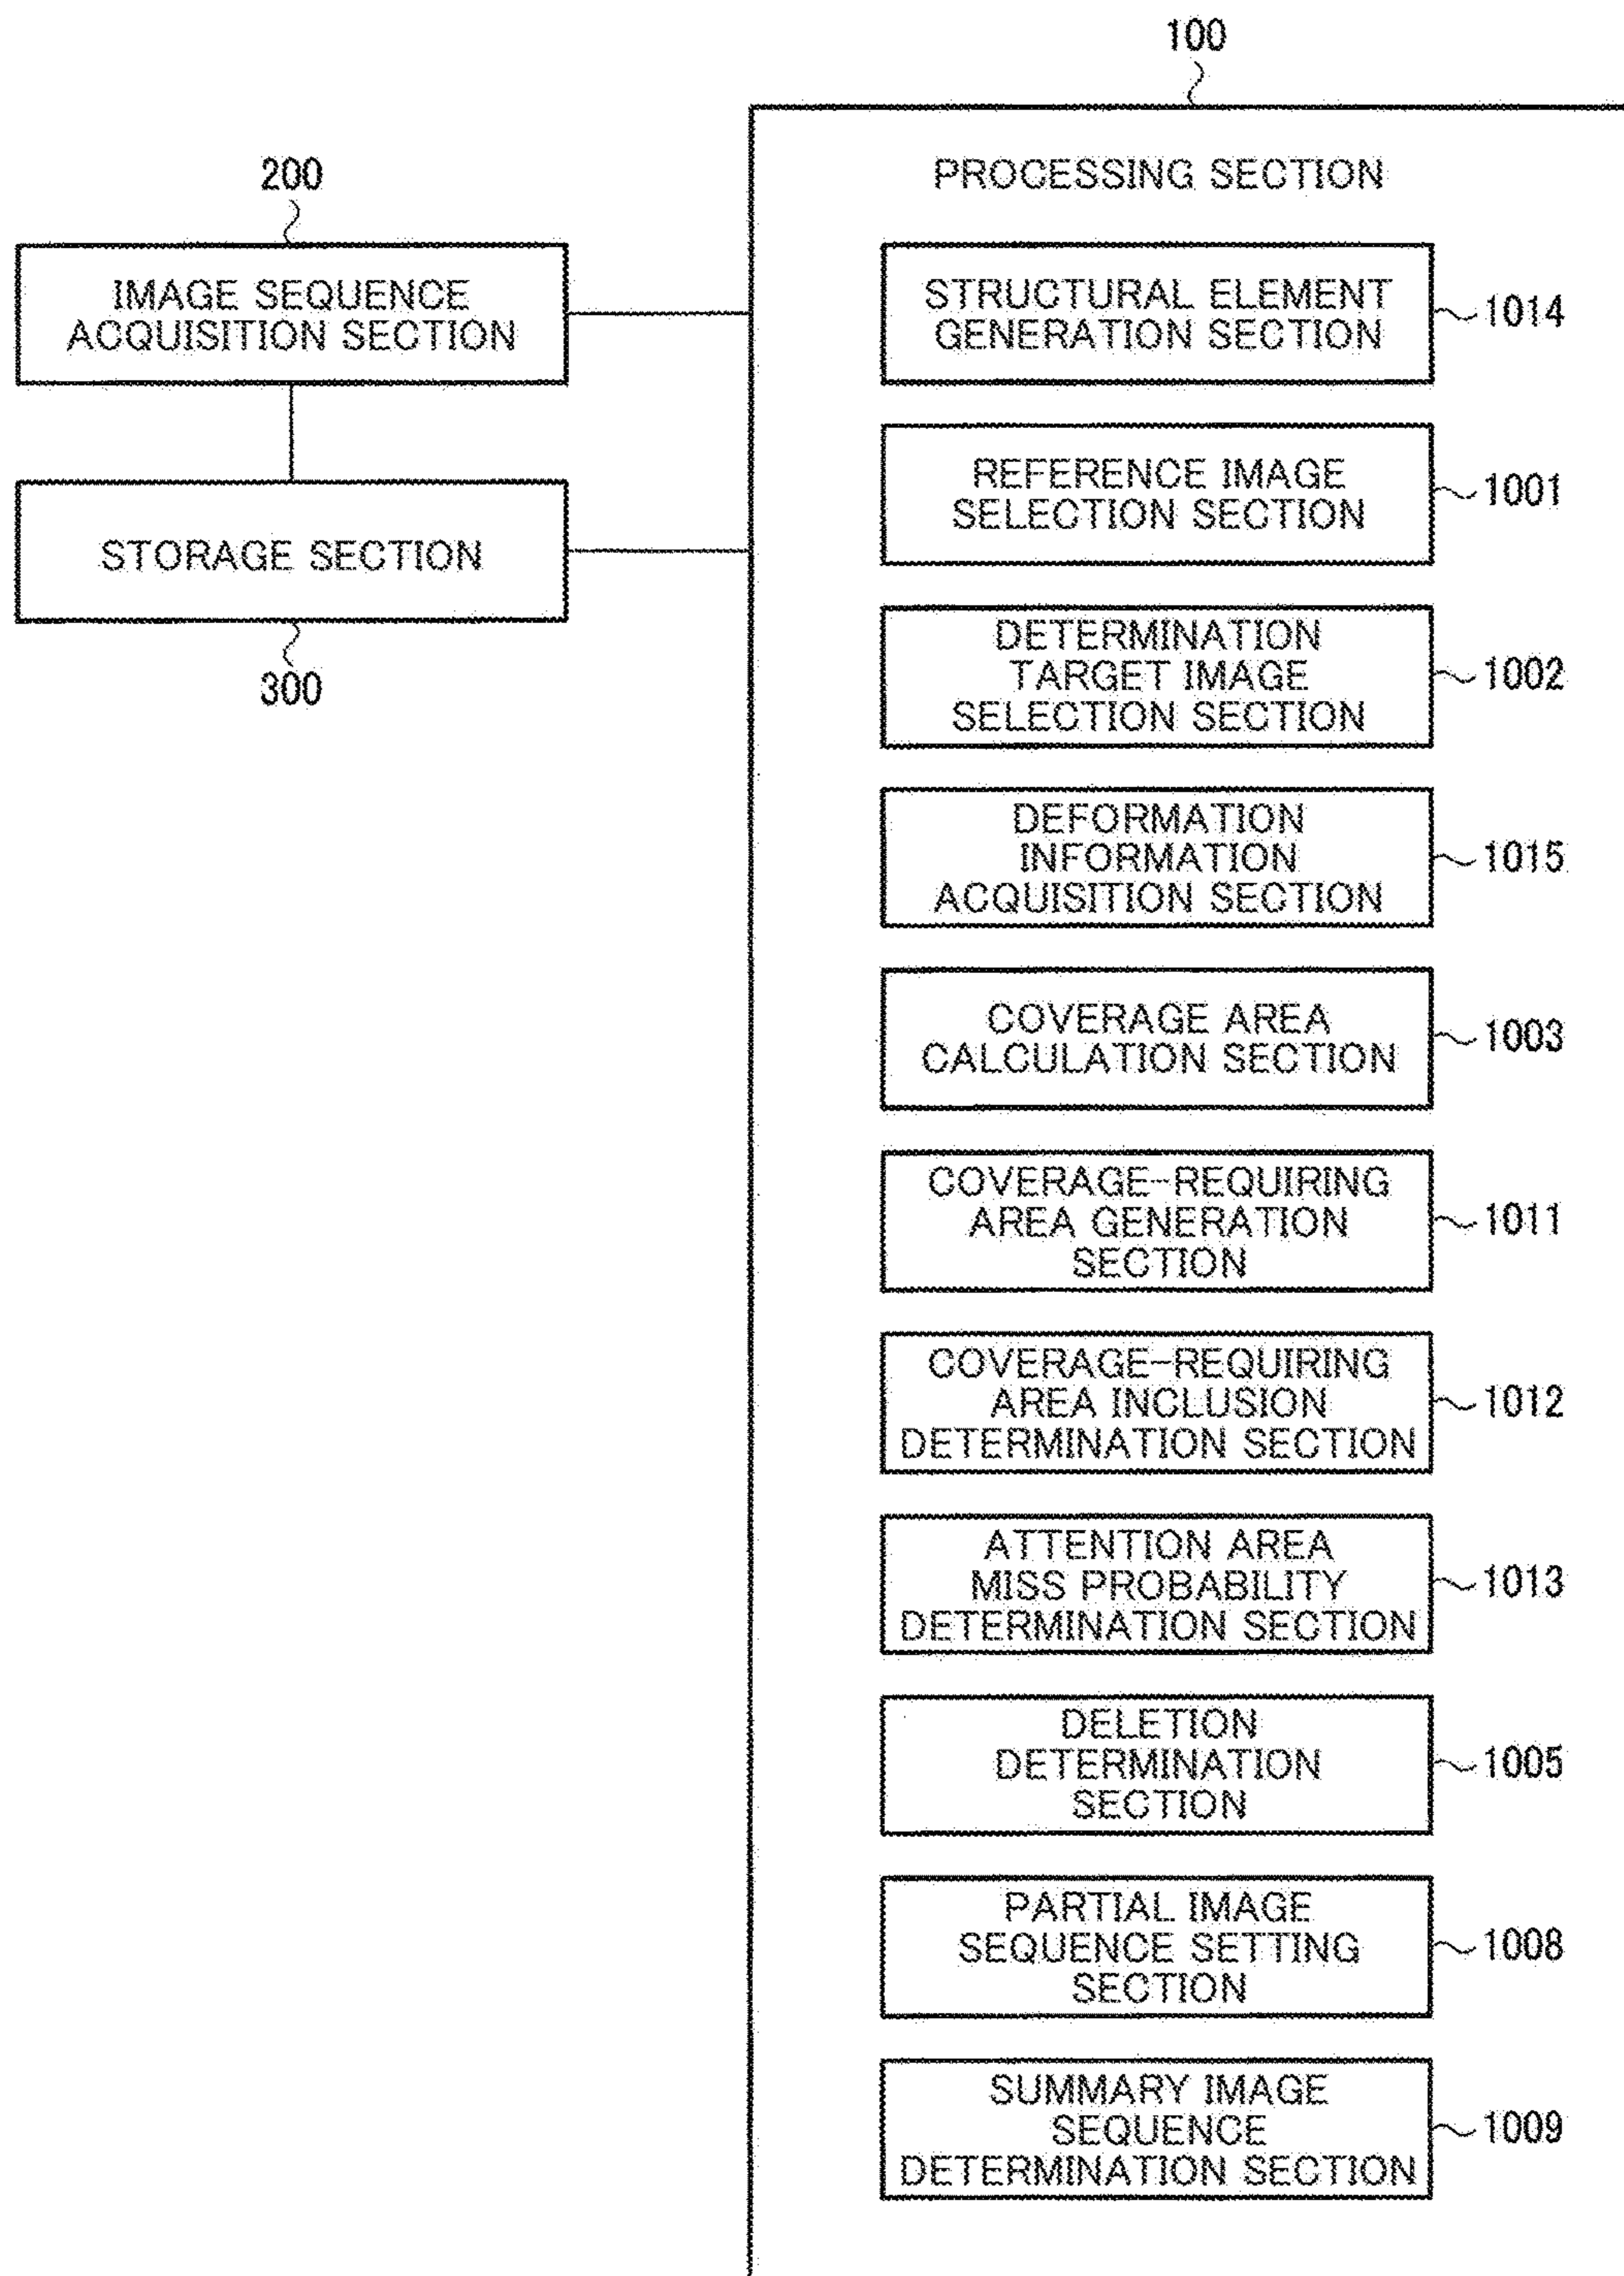 100
PROCESSING SECTION
200
IMAGE SEQUENCE
ACQUISITION SECTION
STORAGE SECTION
300
STRUCTURAL ELEMENT
GENERATION SECTION
1014
REFERENCE IMAGE
SELECTION SECTION
1001
DETERMINATION
TARGET IMAGE
SELECTION SECTION
1002
DEFORMATION
INFORMATION
ACQUISITION SECTION
1015
COVERAGE AREA
CALCULATION SECTION
1003
COVERAGE-REQUIRING
AREA GENERATION
SECTION
1011
COVERAGE-REQUIRING
AREA INCLUSION
DETERMINATION SECTION
1012
ATTENTION AREA
MISS PROBABILITY
DETERMINATION SECTION
1013
DELETION
DETERMINATION
SECTION
1005
PARTIAL IMAGE
SEQUENCE SETTING
SECTION
1008
SUMMARY IMAGE
SEQUENCE
DETERMINATION SECTION
1009